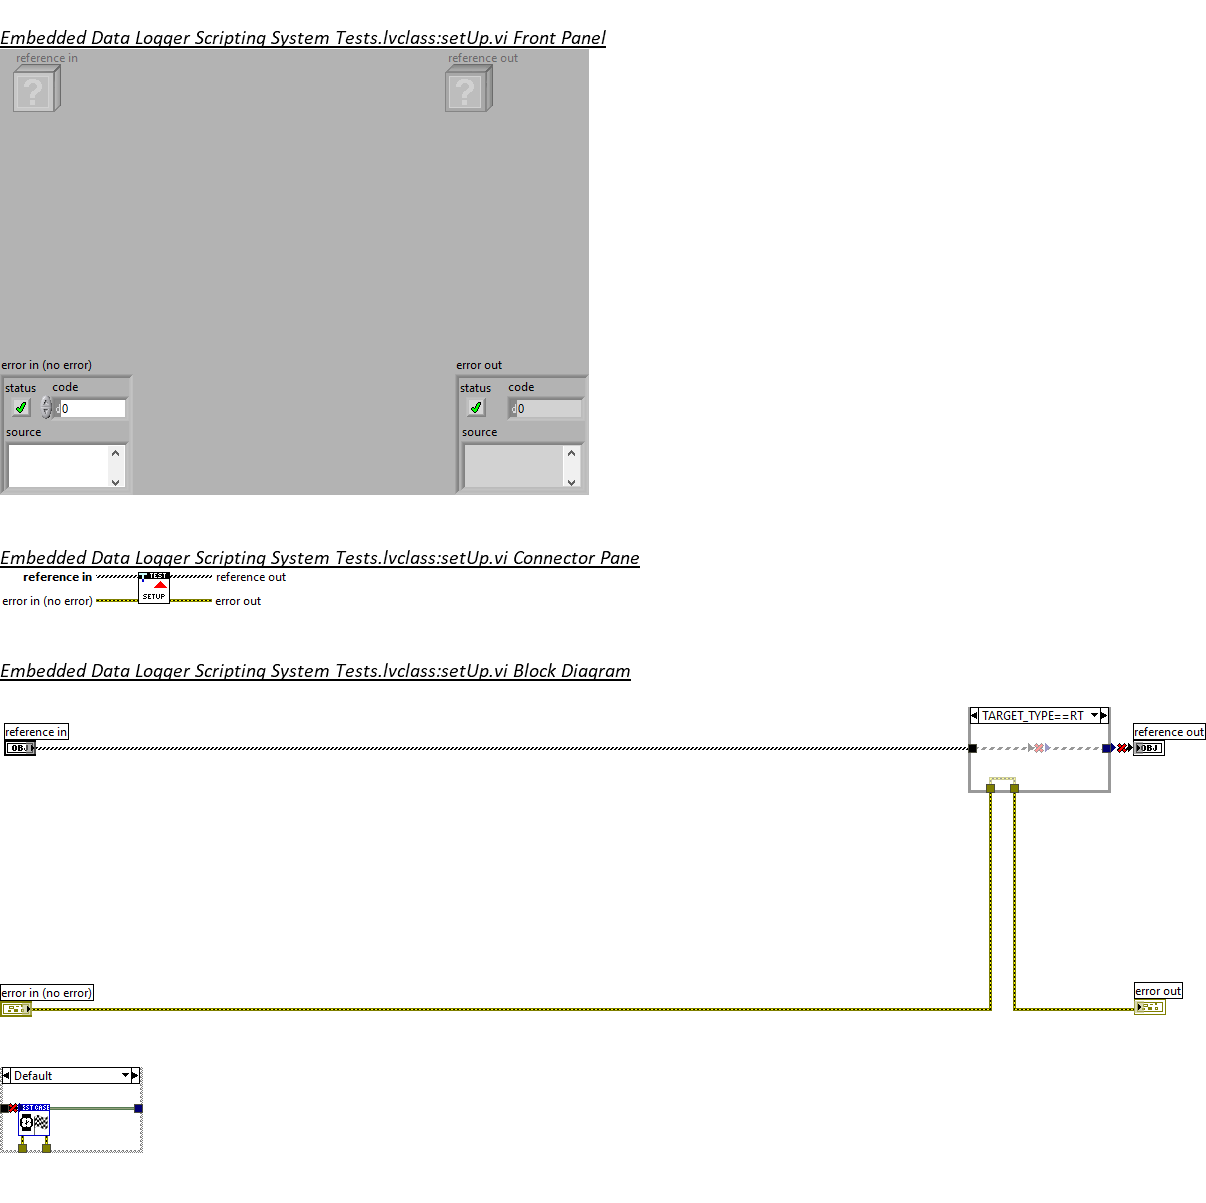 Embedded Data Logger Scripting System Tests.lvclass:setUp.vi Front Panel
reference in
reference out
?
?
error in (no error)
error out
status code
status code
d 0
d 0
source
source
Embedded Data Logger Scripting System Tests.lvclass:setUp.vi Connector Pane
reference in
TEST
reference out
error in (no error)
SETUP
error out
Embedded Data Logger Scripting System Tests.lvclass:setUp.vi Block Diagram
TARGET_TYPE==RT
reference in
reference out
OBJ
OBJ
error in (no error)
error out
Default
EST CASE